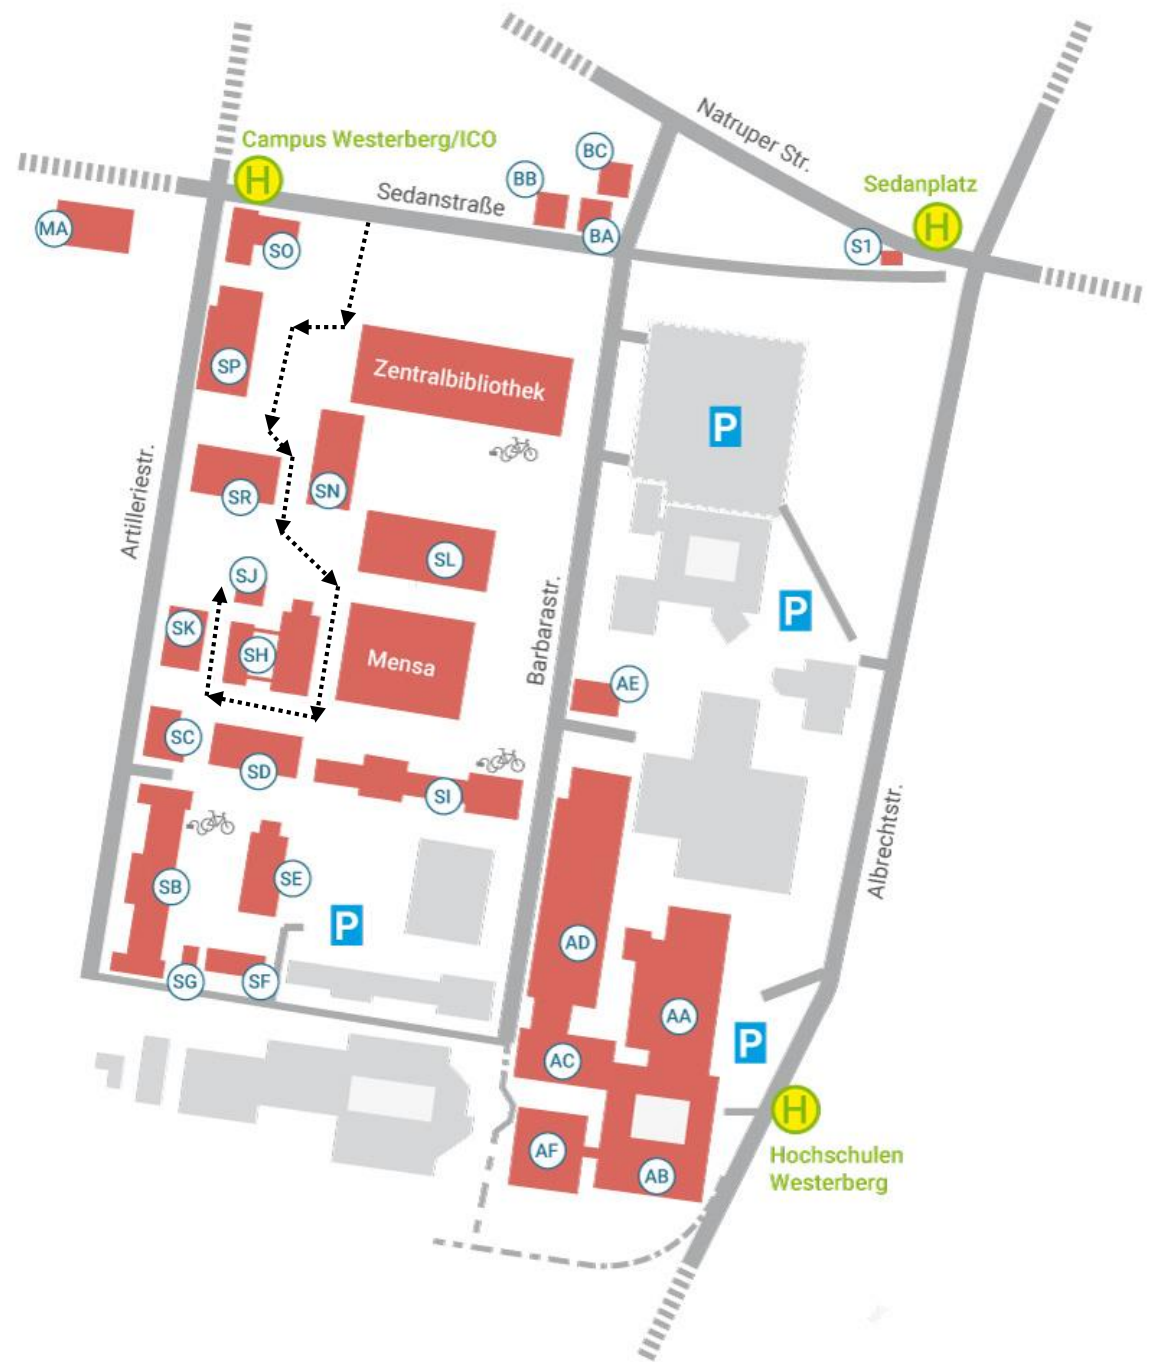 Natruper Str.
Campus Westerberg/ICO
H
BC
BB
Sedanstraße
Sedanplatz
H
MA
SO
BA
S1
SP
Zentralbibliothek
P
SR
SN
Artilleriestr.
SL
SJ
P
SK
SH
Mensa
Barbarastr.
AE
SC
SD
SI
Albrechtstr.
SB
SE
P
AD
SG
SF
AA
P
AC
H
AF
AB
Hochschulen
Westerberg